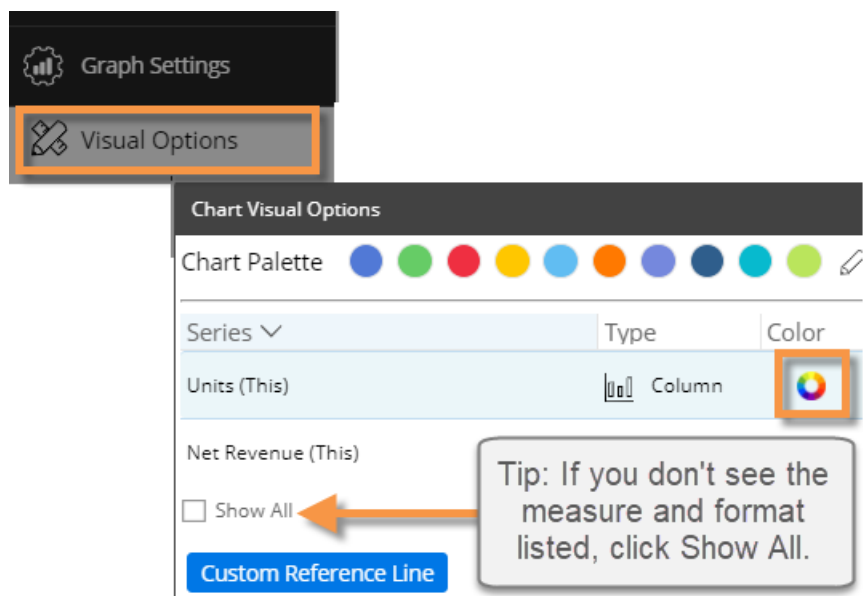 Graph Settings
Visual Options
Chart Visual Options
Chart Palette
Series Type Color
Units (This) Column
Net Revenue (This)
Show All
Tip: If you don't see the
measure and format
listed, click Show All.
Custom Reference Line